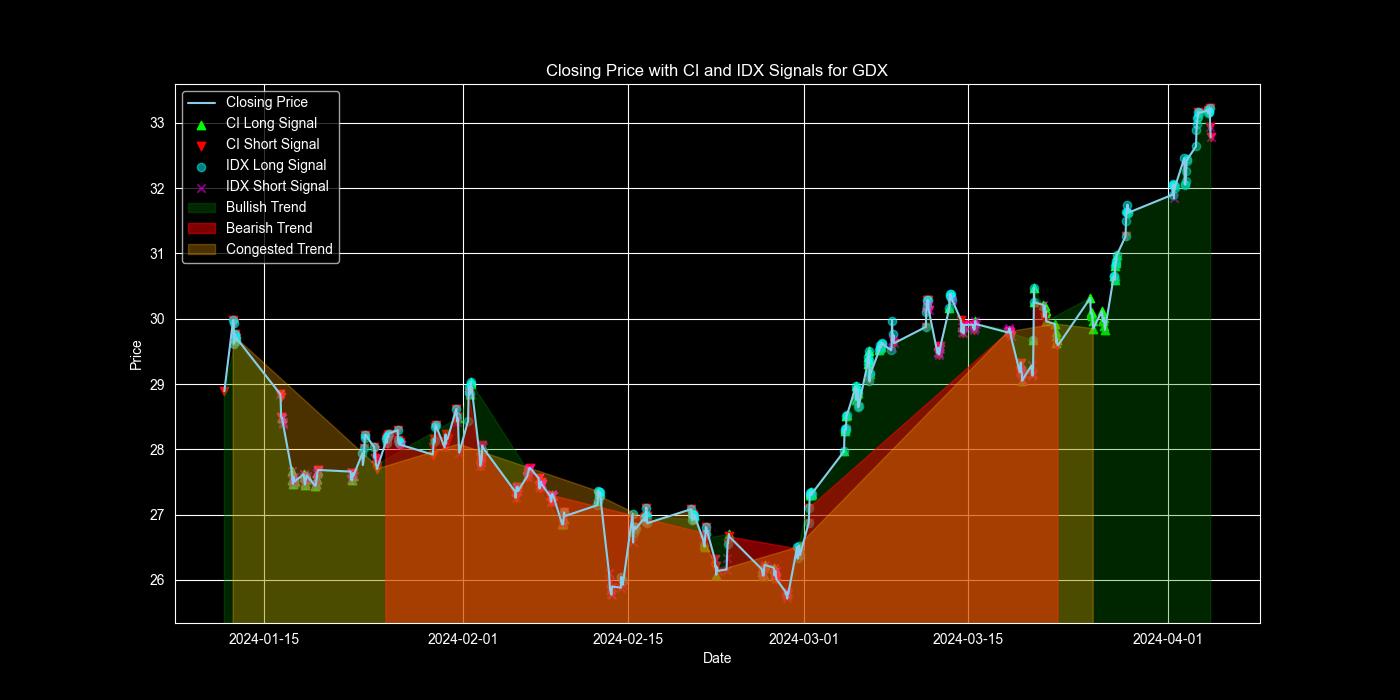 Closing Price with CI and IDX Signals for GDX
Closing Price
CI Long Signal
CI Short Signal
IDX Long Signal
IDX Short Signal
Bullish Trend
Bearish Trend
Congested Trend
Price
33
32
31
30
29
28
27
26
2024-01-15
2024-02-01
2024-02-15
2024-03-01
2024-03-15
2024-04-01
Date